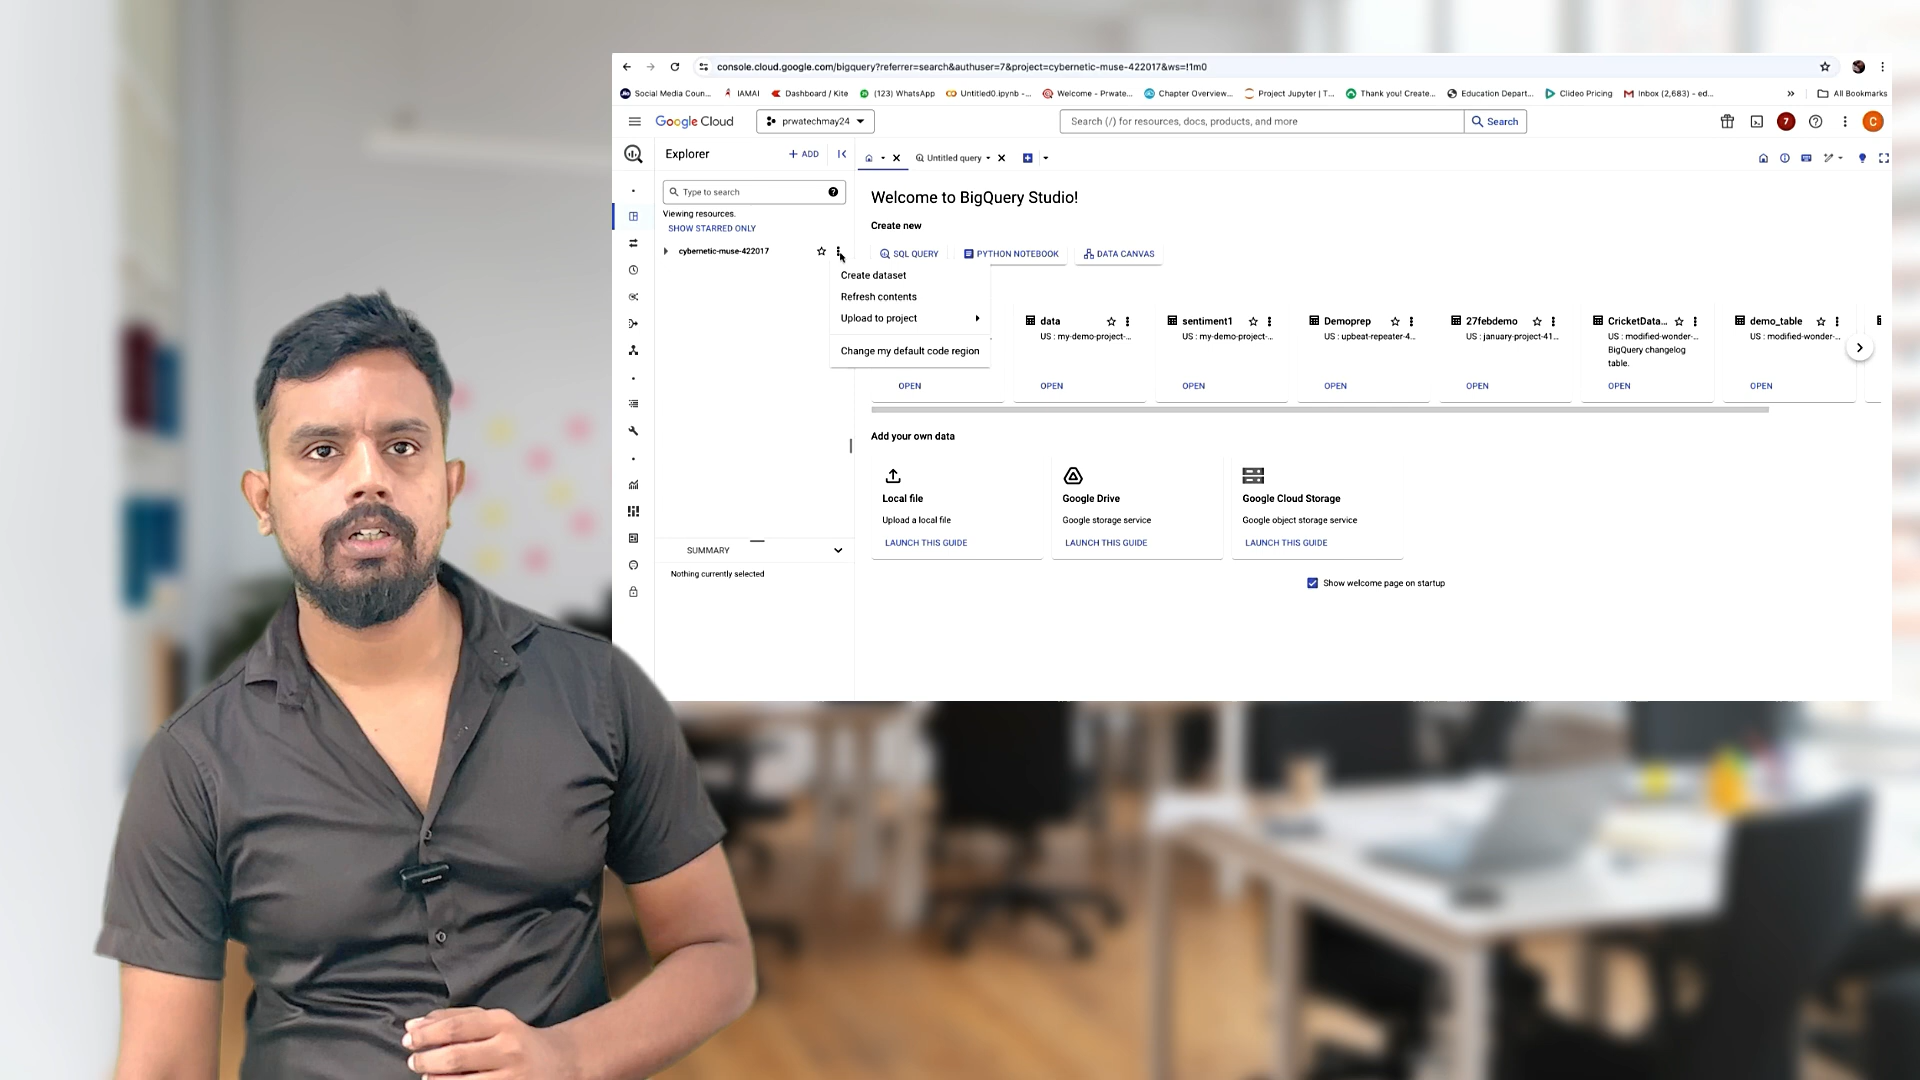 console.cloud.google.com/bigquery?referrer=search&authuser=7&project=cybernetic-muse-422017&ws=!1m0
Social Media Coun... IAMAI Dashboard / Kite (123) WhatsApp Untitled0.ipynb -... Welcome - Prwate... Chapter Overview... Project Jupyter | T... Thank you! Create... Education Depart... Clideo Pricing Inbox (2,683) – ed... » All Bookmarks
Google Cloud prwatechmay24 Search (/) for resources, docs, products, and more Search 7 C
Explorer + ADD Untitled query
Type to search
Viewing resources.
SHOW STARRED ONLY
cybernetic-muse-422017
Create dataset
Refresh contents
Upload to project
Change my default code region
SUMMARY
Nothing currently selected
Welcome to BigQuery Studio!
Create new
SQL QUERY PYTHON NOTEBOOK DATA CANVAS
data sentiment1 Demoprep 27febdemo CricketData... demo_table
US : my-demo-project-... US : my-demo-project-... US : upbeat-repeater-4... US : january-project-41... US : modified-wonder-... US : modified-wonder-...
BigQuery changelog
table.
OPEN OPEN OPEN OPEN OPEN OPEN OPEN
Add your own data
Local file Google Drive Google Cloud Storage
Upload a local file Google storage service Google object storage service
LAUNCH THIS GUIDE LAUNCH THIS GUIDE LAUNCH THIS GUIDE
Show welcome page on startup